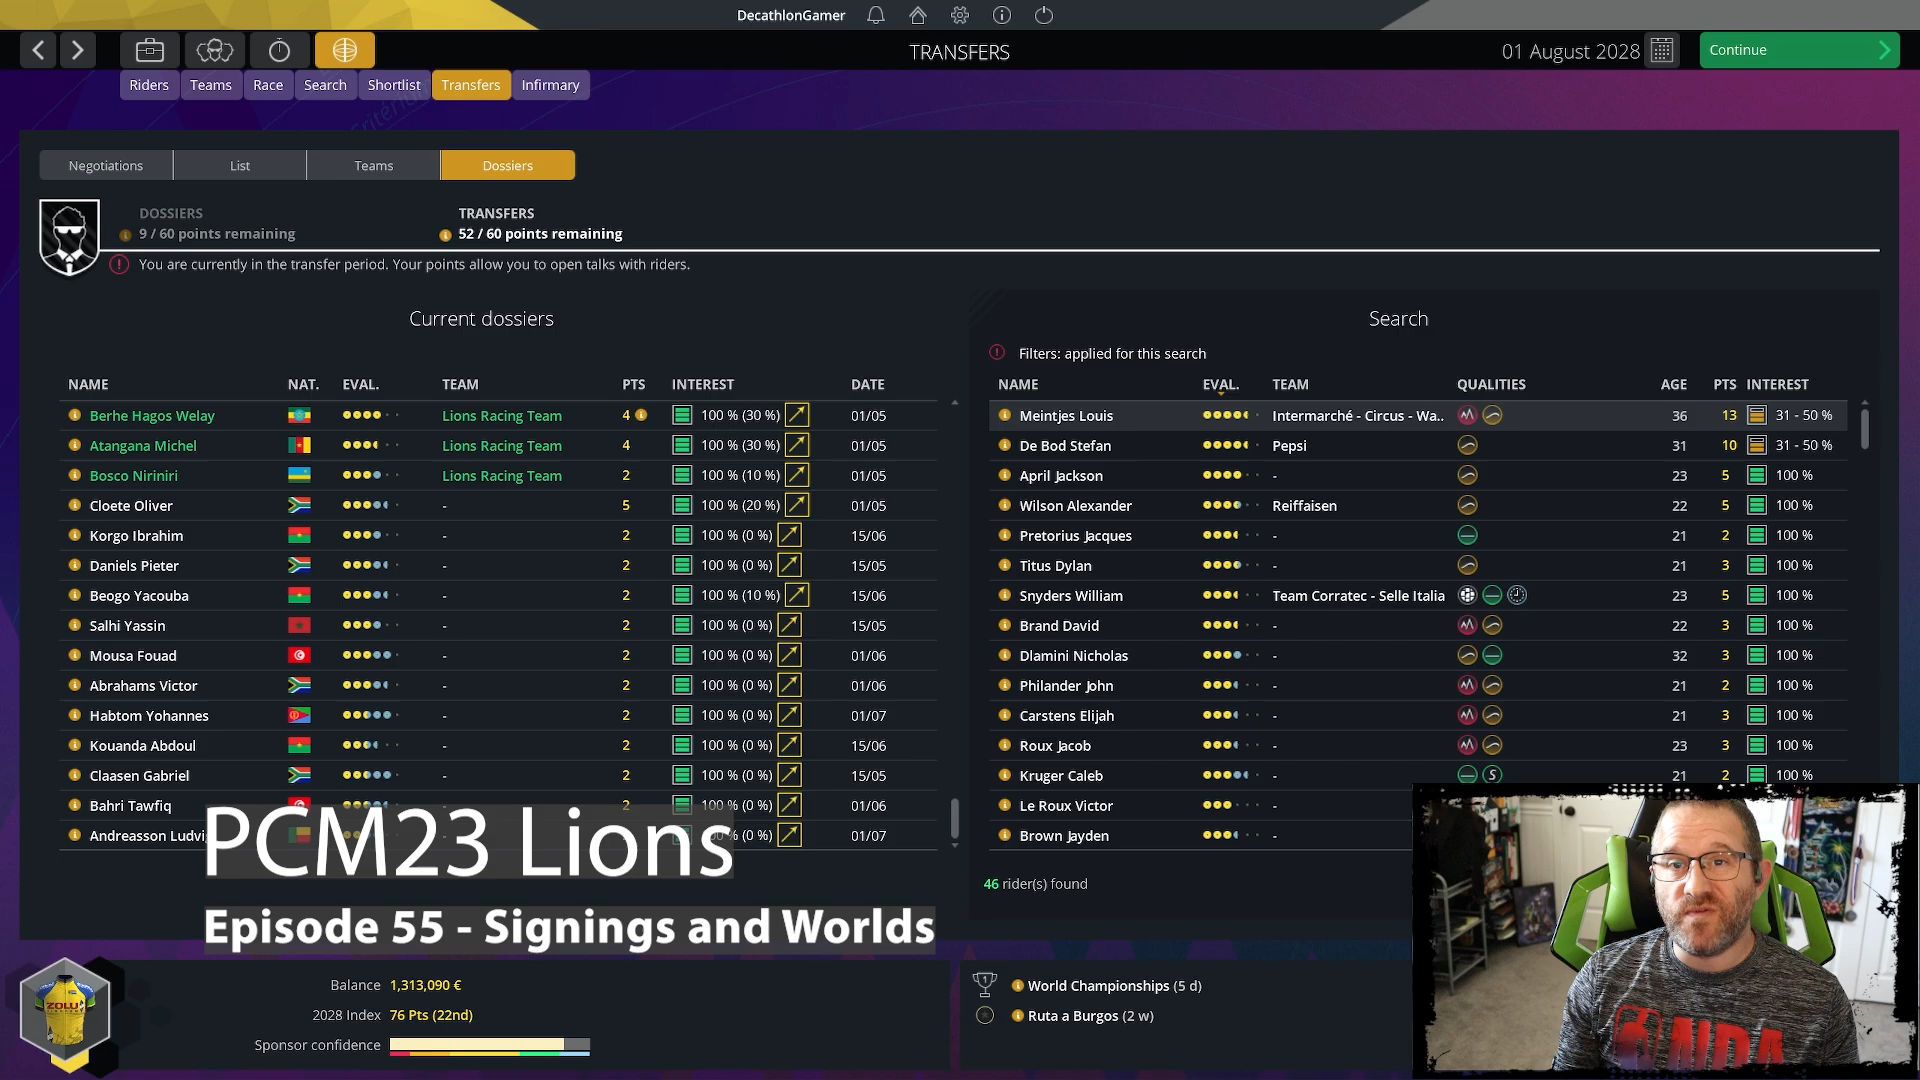 DecathlonGamer
TRANSFERS
01 August 2028
Continue
Riders Teams Race Search Shortlist Transfers Infirmary
Negotiations List Teams Dossiers
DOSSIERS
9 / 60 points remaining
TRANSFERS
52 / 60 points remaining
You are currently in the transfer period. Your points allow you to open talks with riders.
Current dossiers
NAME NAT. EVAL. TEAM PTS INTEREST DATE
Berhe Hagos Welay Lions Racing Team 4 100 % (30 %) 01/05
Atangana Michel Lions Racing Team 4 100 % (30 %) 01/05
Bosco Niriniri Lions Racing Team 2 100 % (10 %) 01/05
Cloete Oliver - 5 100 % (20 %) 01/05
Korgo Ibrahim - 2 100 % (0 %) 15/06
Daniels Pieter - 2 100 % (0 %) 15/05
Beogo Yacouba - 2 100 % (10 %) 15/06
Salhi Yassin - 2 100 % (0 %) 15/05
Mousa Fouad - 2 100 % (0 %) 01/06
Abrahams Victor - 2 100 % (0 %) 01/06
Habtom Yohannes - 2 100 % (0 %) 01/07
Kouanda Abdoul - 2 100 % (0 %) 15/06
Claasen Gabriel - 2 100 % (0 %) 15/05
Bahri Tawfiq - 2 100 % (0 %) 01/06
Andreasson Ludvi (0 %) 01/07
Search
Filters: applied for this search
NAME EVAL. TEAM QUALITIES AGE PTS INTEREST
Meintjes Louis Intermarché - Circus - Wa.. 36 13 31 - 50 %
De Bod Stefan Pepsi 31 10 31 - 50 %
April Jackson - 23 5 100 %
Wilson Alexander Reiffaisen 22 5 100 %
Pretorius Jacques - 21 2 100 %
Titus Dylan - 21 3 100 %
Snyders William Team Corratec - Selle Italia 23 5 100 %
Brand David - 22 3 100 %
Dlamini Nicholas - 32 3 100 %
Philander John - 21 2 100 %
Carstens Elijah - 21 3 100 %
Roux Jacob - 23 3 100 %
Kruger Caleb - S 21 2 100 %
Le Roux Victor -
Brown Jayden -
46 rider(s) found
PCM23 Lions
Episode 55 - Signings and Worlds
ZOLU
Balance 1,313,090 €
2028 Index 76 Pts (22nd)
Sponsor confidence
1 World Championships (5 d)
Ruta a Burgos (2 w)